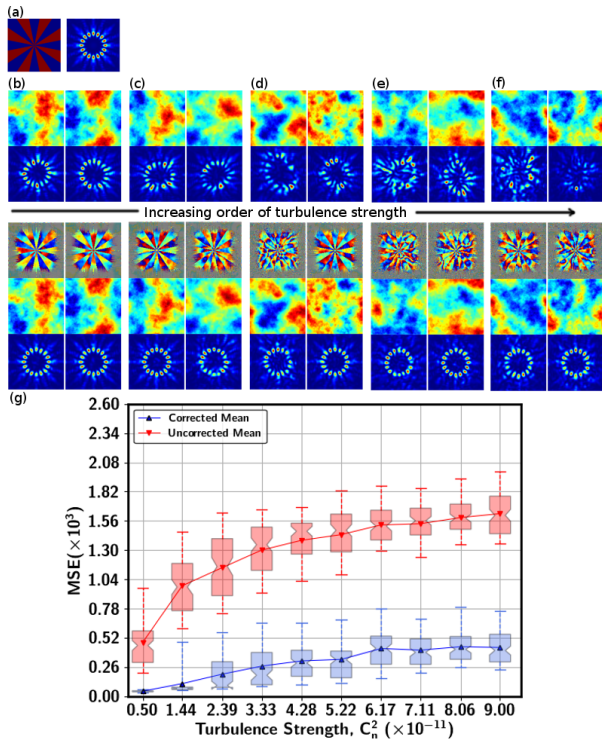 (a)
(b) (c) (d) (e) (f)
Increasing order of turbulence strength
(g)
2.60
2.34
2.08
1.82
1.56
1.30
1.04
0.78
0.52
0.26
0.00
MSE(×10³)
Corrected Mean
Uncorrected Mean
0.50 1.44 2.39 3.33 4.28 5.22 6.17 7.11 8.06 9.00
Turbulence Strength, C²ₙ (×10⁻¹¹)